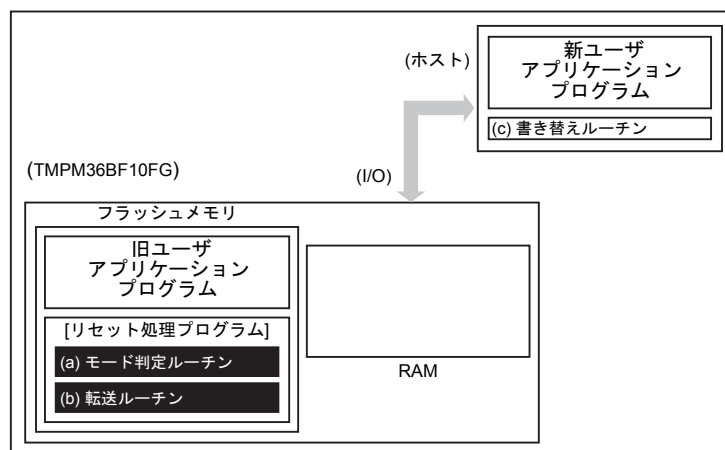 (ホスト)
新ユーザ
アプリケーション
プログラム
(c) 書き替えルーチン
(TMPM36BF10FG)
(I/O)
フラッシュメモリ
旧ユーザ
アプリケーション
プログラム
[リセット処理プログラム]
(a) モード判定ルーチン
(b) 転送ルーチン
RAM